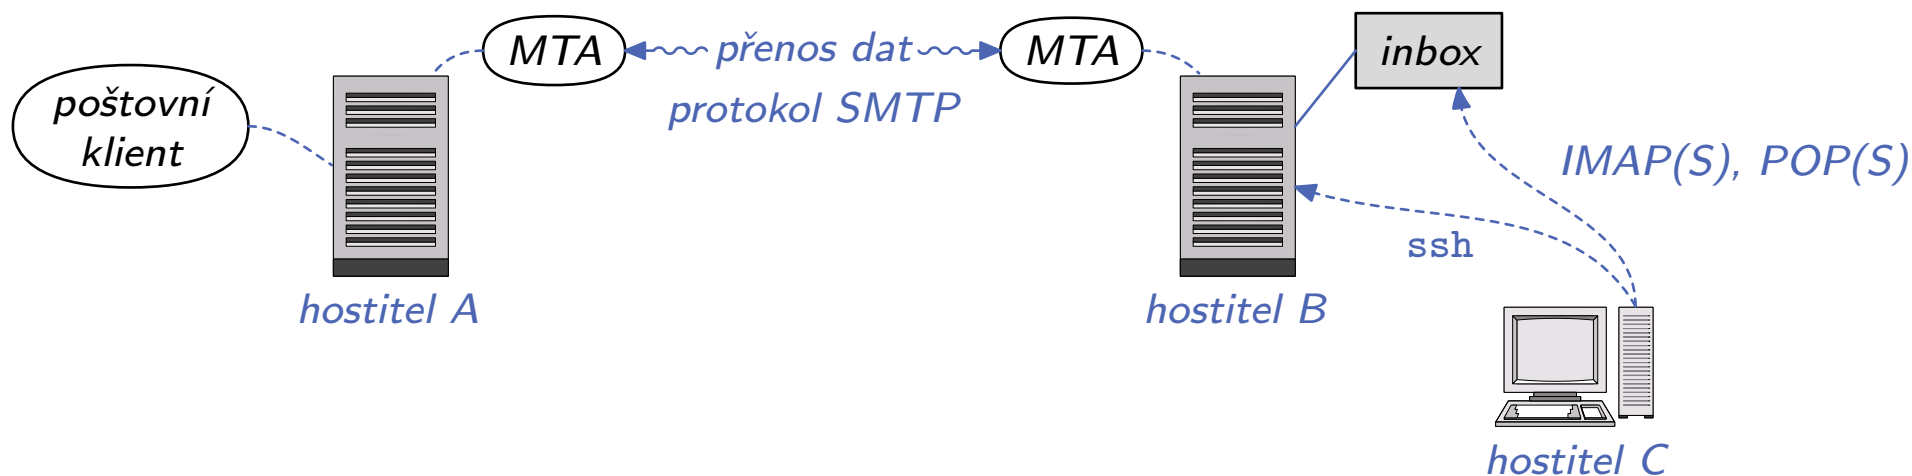 poštovní
klient
MTA
přenos dat
protokol SMTP
MTA
inbox
IMAP(S), POP(S)
ssh
hostitel A
hostitel B
hostitel C